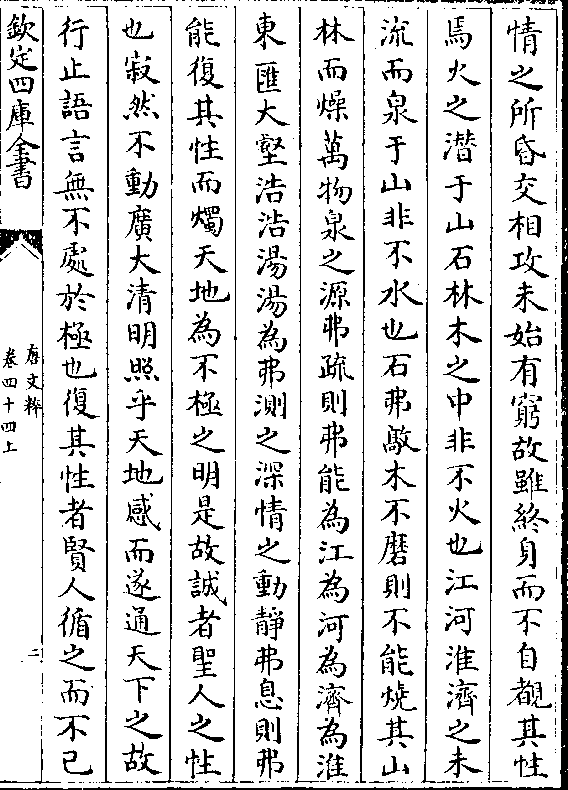 情之所昏交相攻未始有窮故雖終身而不自覩其性
焉火之潛于山石林木之中非不火也江河淮濟之未
流而泉于山非不水也石弗敲木不磨則不能燒其山
林而燥萬物泉之源弗疏則弗能為江為河為濟為淮
東匯大壑浩浩湯湯為弗測之深情之動靜弗息則弗
能復其性而燭天地為不極之明是故誠者聖人之性
也寂然不動廣大清明照乎天地感而遂通天下之故
行止語言無不處於極也復其性者賢人循之而不已
欽定四庫全書
唐文粹
卷四十四上
二